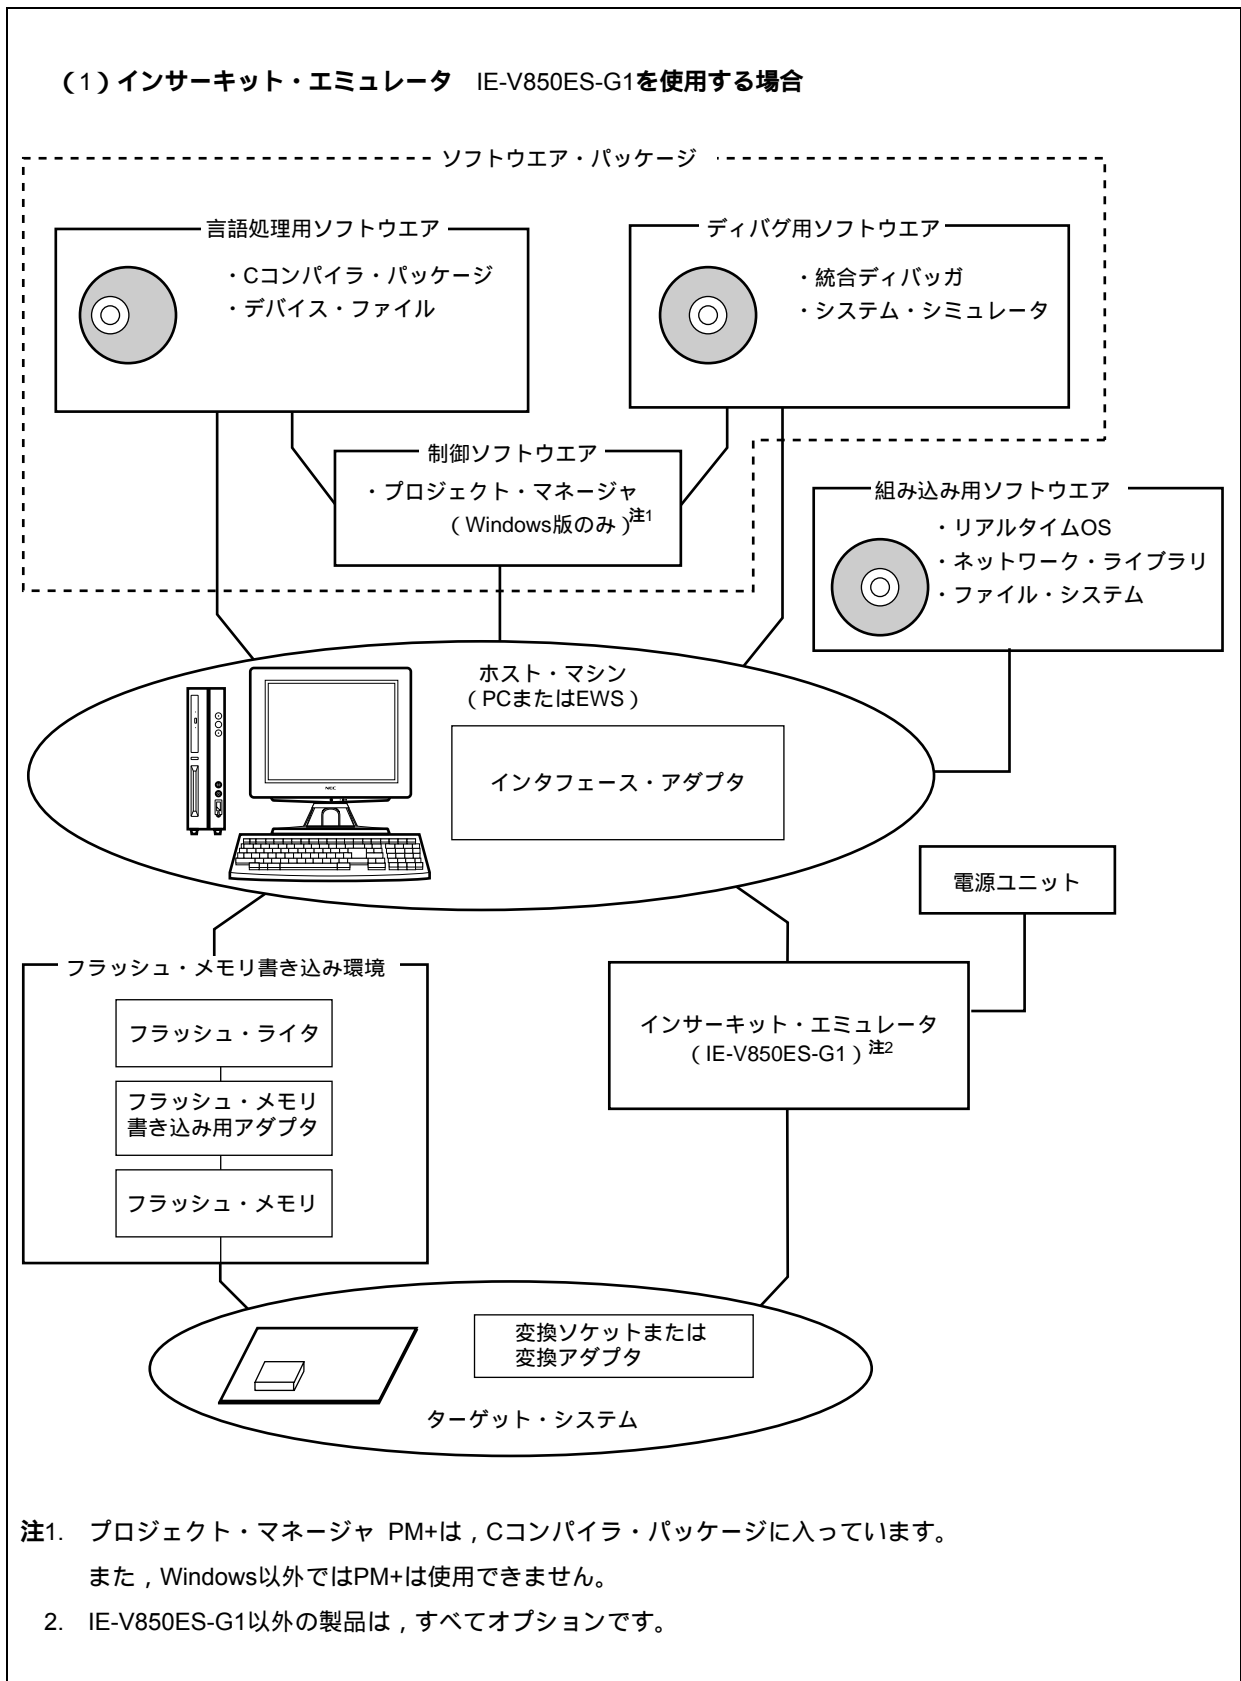 （1）インサーキット・エミュレータ　IE-V850ES-G1を使用する場合
ソフトウエア・パッケージ
言語処理用ソフトウエア
・Cコンパイラ・パッケージ
・デバイス・ファイル
ディバグ用ソフトウエア
・統合ディバッガ
・システム・シミュレータ
制御ソフトウエア
・プロジェクト・マネージャ
（Windows版のみ）注1
組み込み用ソフトウエア
・リアルタイムOS
・ネットワーク・ライブラリ
・ファイル・システム
ホスト・マシン
（PCまたはEWS）
NEC
インタフェース・アダプタ
電源ユニット
フラッシュ・メモリ書き込み環境
フラッシュ・ライタ
フラッシュ・メモリ
書き込み用アダプタ
フラッシュ・メモリ
インサーキット・エミュレータ
（IE-V850ES-G1）注2
変換ソケットまたは
変換アダプタ
ターゲット・システム
注1.　プロジェクト・マネージャ PM+は，Cコンパイラ・パッケージに入っています。
また，Windows以外ではPM+は使用できません。
2.　IE-V850ES-G1以外の製品は，すべてオプションです。